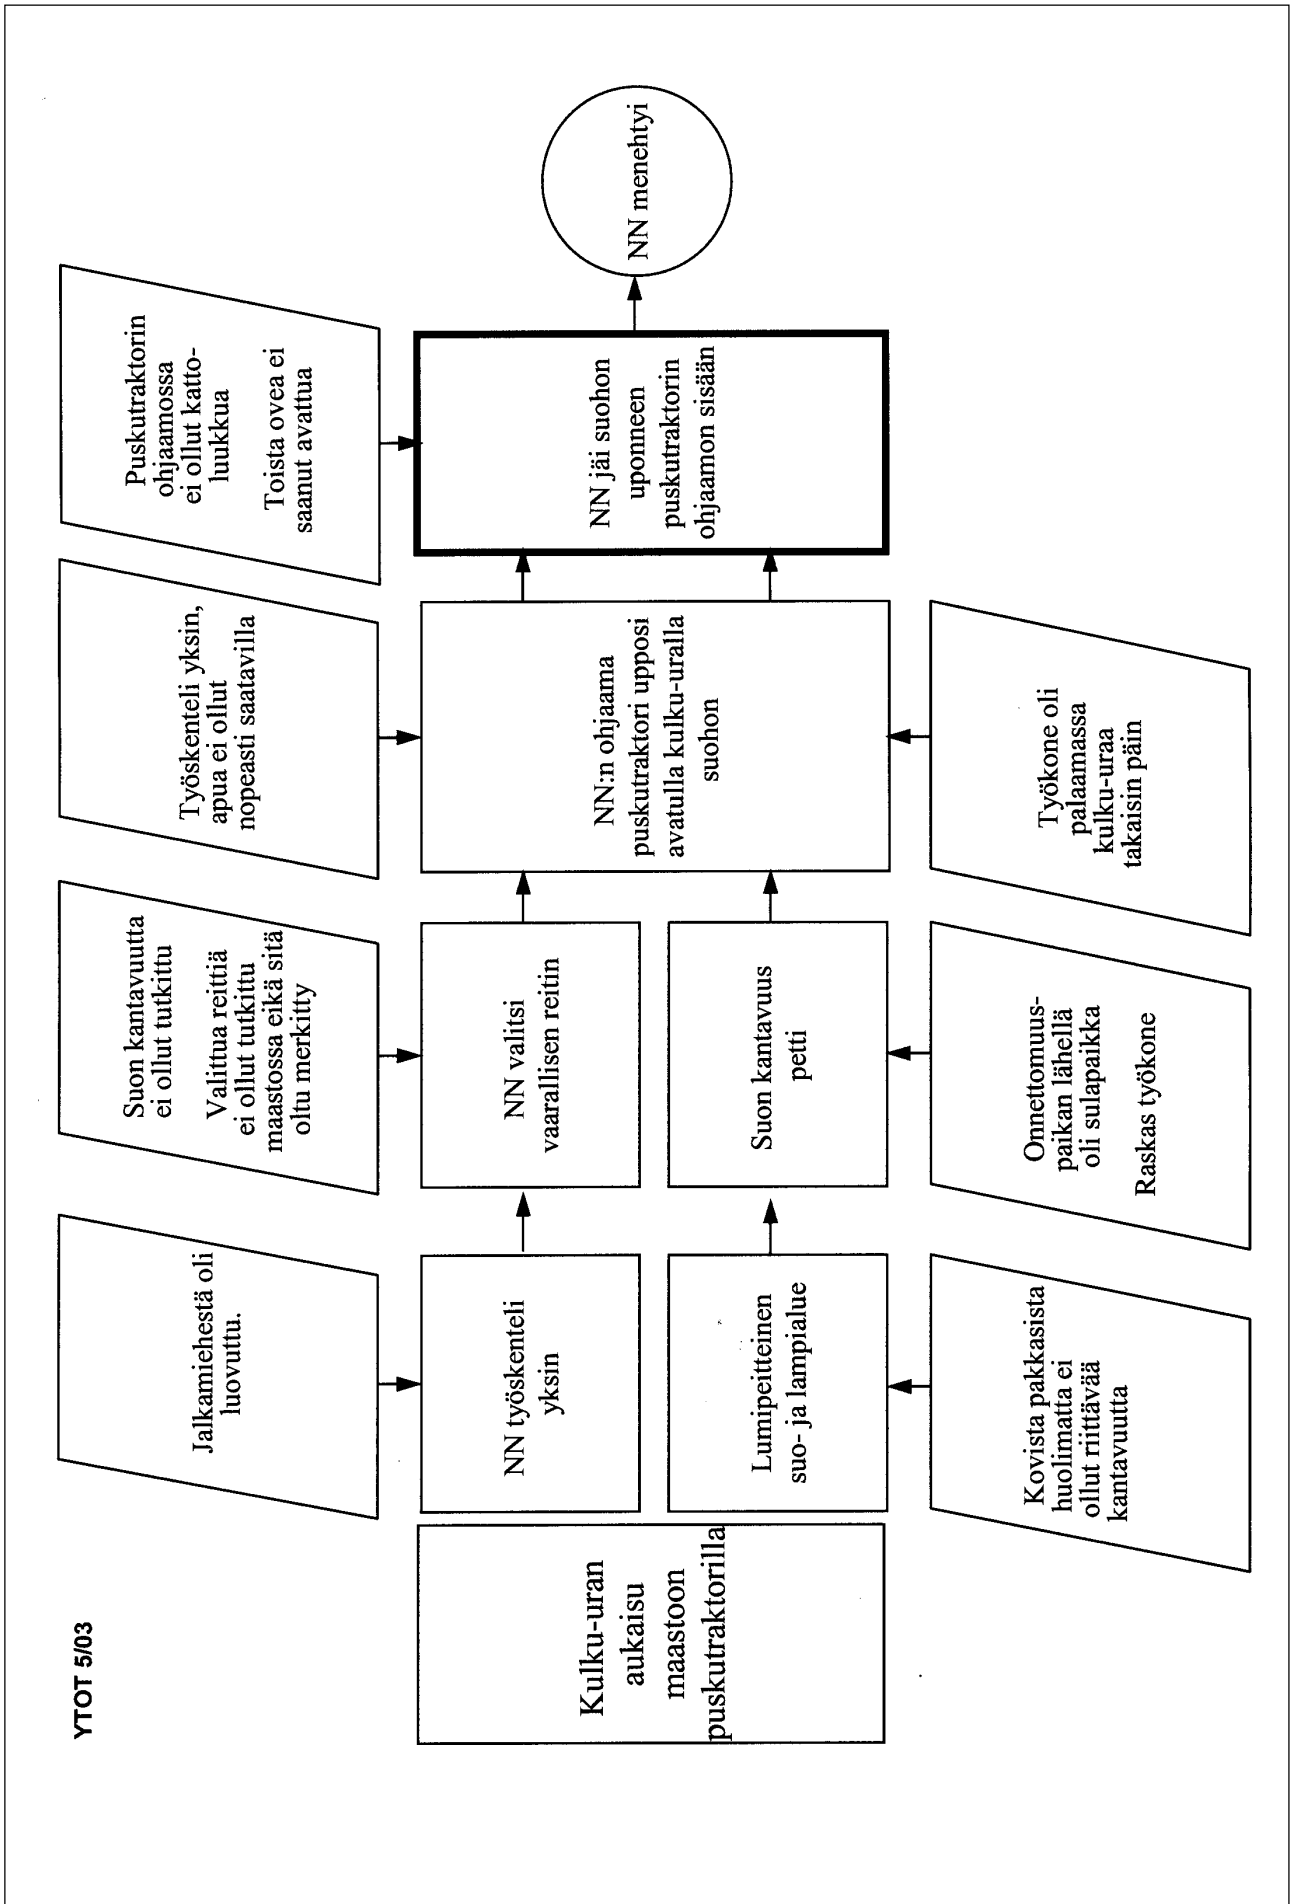 YTOT 5/03
Jalkamiehestä oli
luovuttu.
Suon kantavuutta
ei ollut tutkittu
Valittua reittiä
ei ollut tutkittu
maastossa eikä sitä
oltu merkitty
Työskenteli yksin,
apua ei ollut
nopeasti saatavilla
Puskutraktorin
ohjaamossa
ei ollut katto-
luukkua
Toista ovea ei
saanut avattua
Kulku-uran
aukaisu
maastoon
puskutraktorilla
NN työskenteli
yksin
NN valitsi
vaarallisen reitin
Lumipeitteinen
suo- ja lampialue
Suon kantavuus
petti
NN:n ohjaama
puskutraktori upposi
avatulla kulku-uralla
suohon
NN jäi suohon
uponneen
puskutraktorin
ohjaamon sisään
NN menehtyi
Kovista pakkasista
huolimatta ei
ollut riittävää
kantavuutta
Onnettomuus-
paikan lähellä
oli sulapaikka
Raskas työkone
Työkone oli
palaamassa
kulku-uraa
takaisin päin